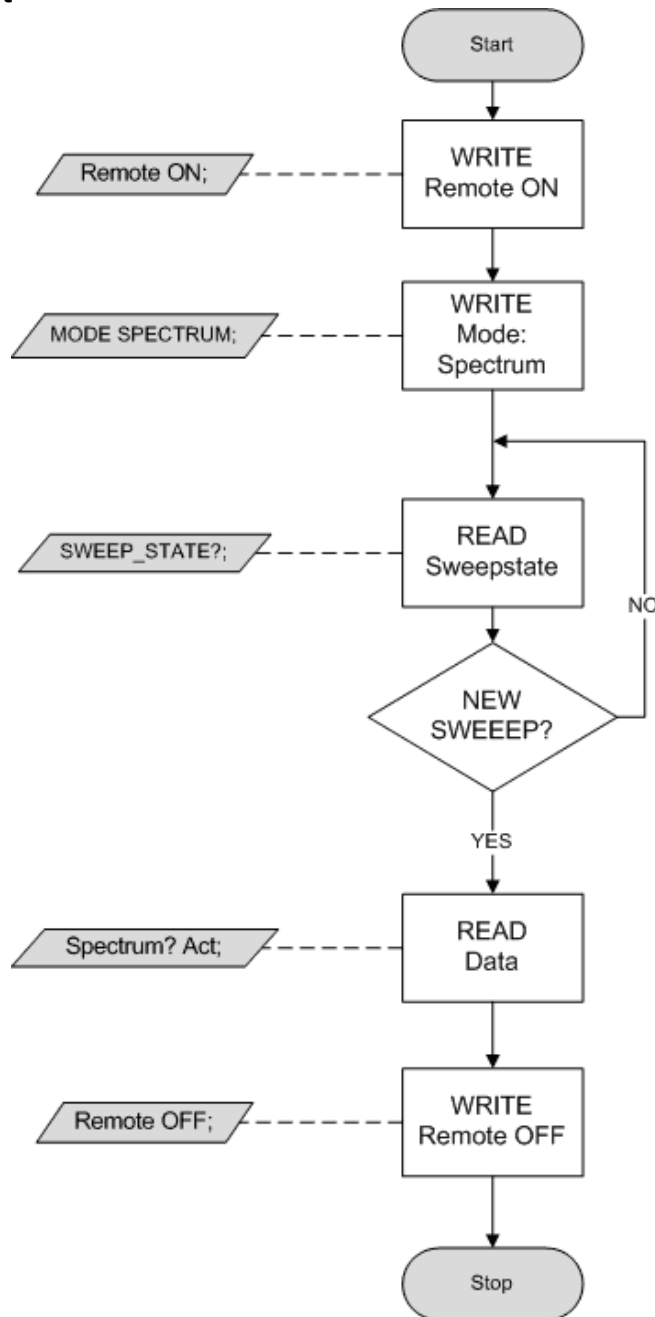 Start
WRITE
Remote ON
Remote ON;
WRITE
Mode:
Spectrum
MODE SPECTRUM;
READ
Sweepstate
SWEEP_STATE?;
NO
NEW
SWEEEP?
YES
READ
Data
Spectrum? Act;
WRITE
Remote OFF
Remote OFF;
Stop